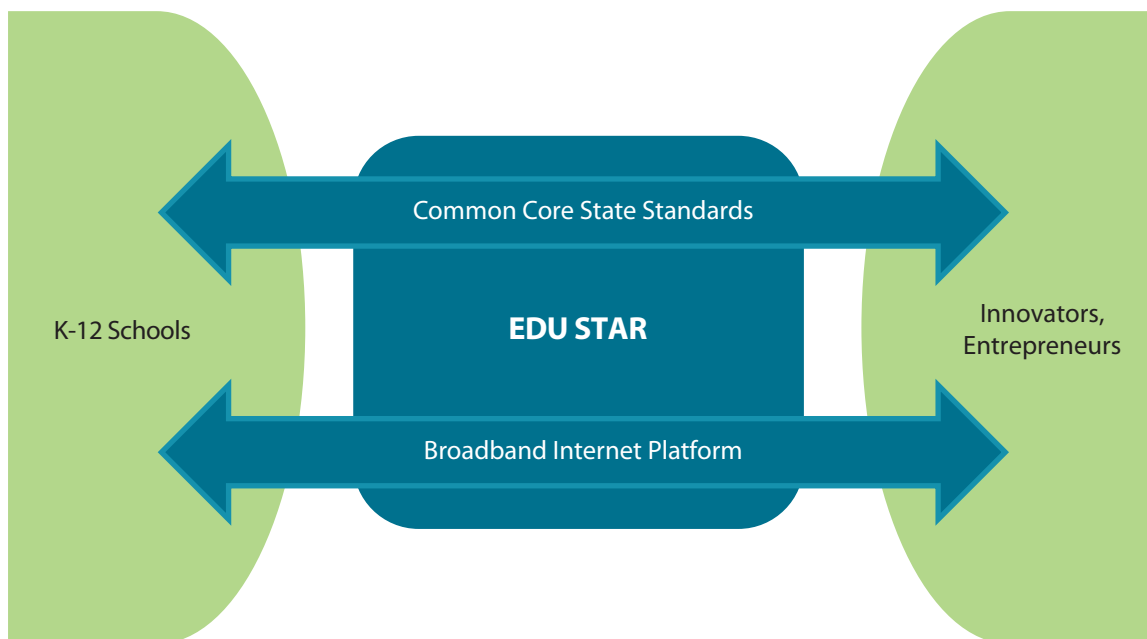 Common Core State Standards
K-12 Schools
EDU STAR
Innovators,
Entrepreneurs
Broadband Internet Platform